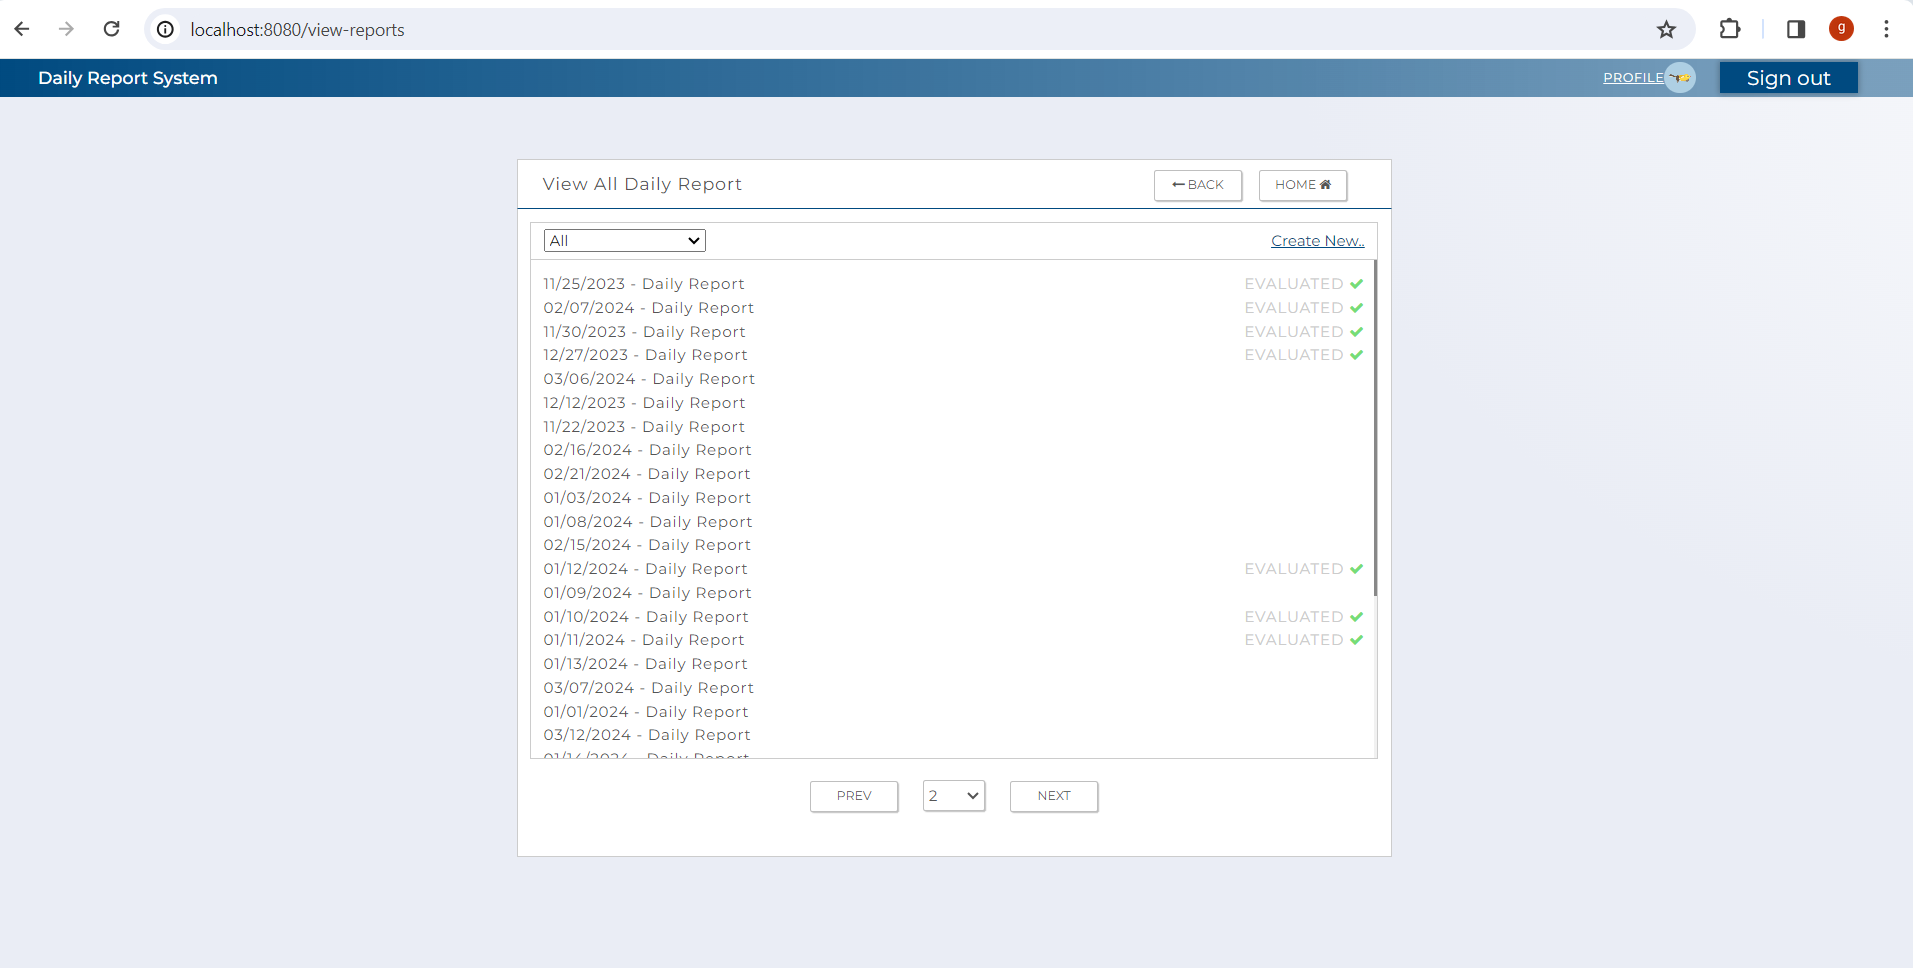 localhost:8080/view-reports
g
Daily Report System
PROFILE
Sign out
View All Daily Report
BACK
HOME
All
Create New..
11/25/2023 - Daily Report EVALUATED
02/07/2024 - Daily Report EVALUATED
11/30/2023 - Daily Report EVALUATED
12/27/2023 - Daily Report EVALUATED
03/06/2024 - Daily Report
12/12/2023 - Daily Report
11/22/2023 - Daily Report
02/16/2024 - Daily Report
02/21/2024 - Daily Report
01/03/2024 - Daily Report
01/08/2024 - Daily Report
02/15/2024 - Daily Report
01/12/2024 - Daily Report EVALUATED
01/09/2024 - Daily Report
01/10/2024 - Daily Report EVALUATED
01/11/2024 - Daily Report EVALUATED
01/13/2024 - Daily Report
03/07/2024 - Daily Report
01/01/2024 - Daily Report
03/12/2024 - Daily Report
01/14/2024 - Daily Report
PREV
2
NEXT